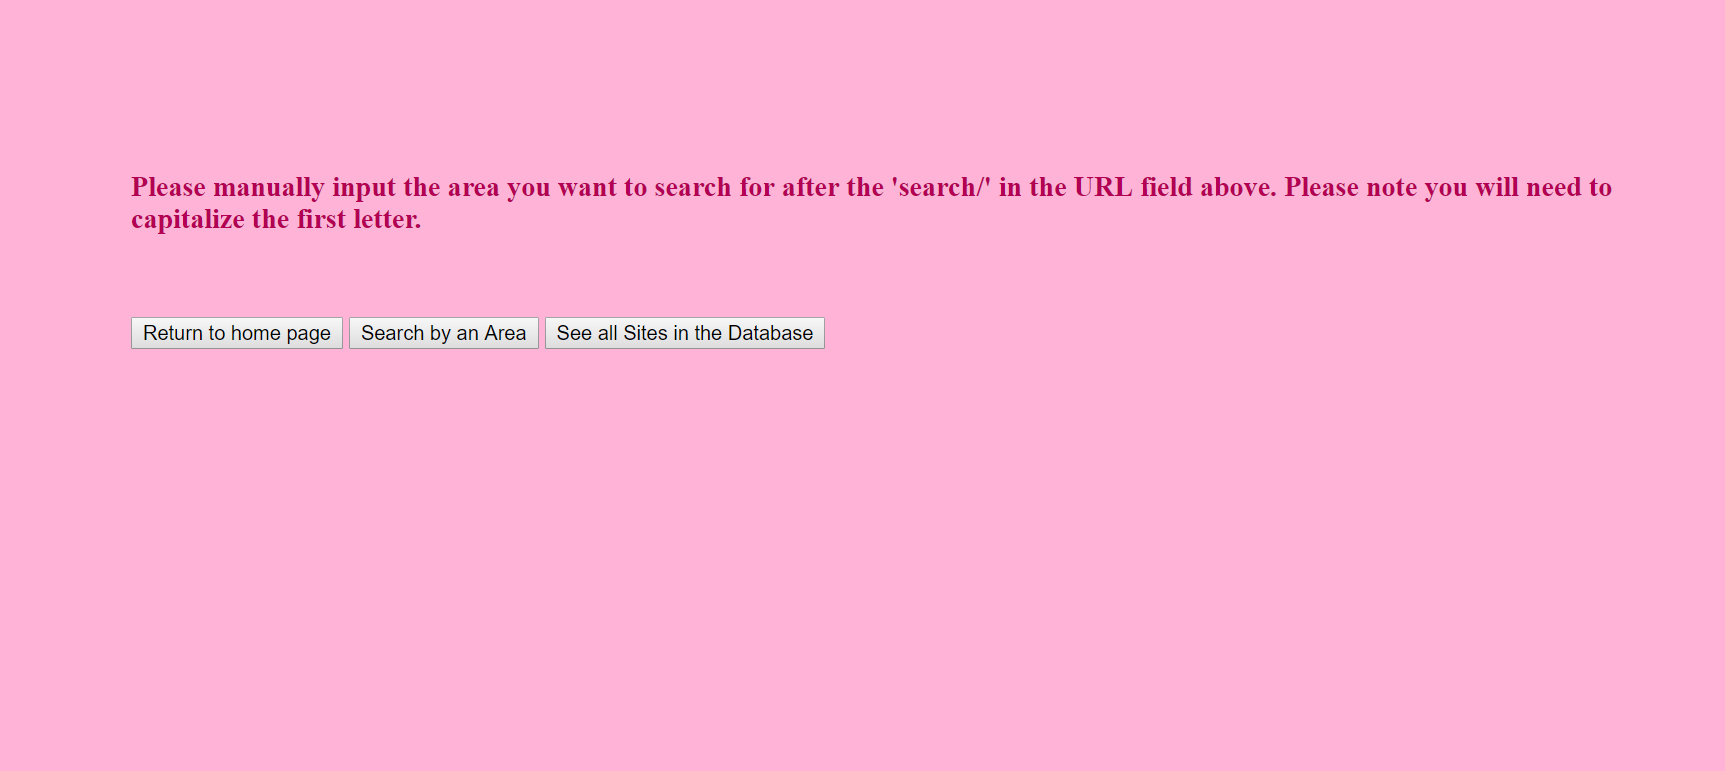 Please manually input the area you want to search for after the 'search/' in the URL field above. Please note you will need to
capitalize the first letter.
Return to home page Search by an Area See all Sites in the Database